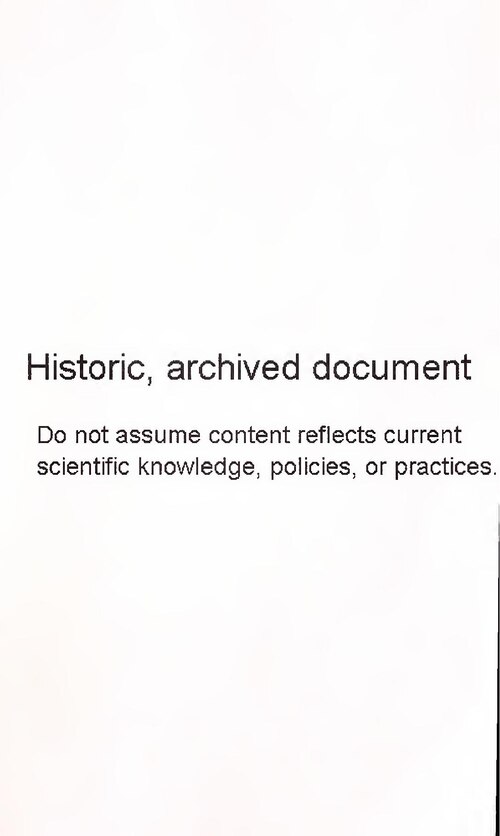 Historic, archived document
Do not assume content reflects current
scientific knowledge, policies, or practices.